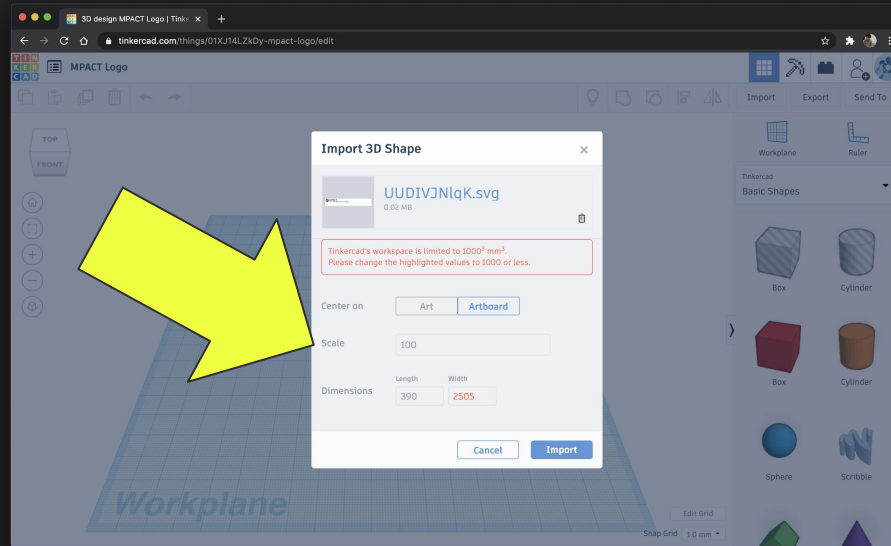 3D design MPACT Logo | Tinke
tinkercad.com/things/01XJ14LZkDy-mpact-logo/edit
TIN
KER
CAD
MPACT Logo
Import
Export
Send To
TOP
FRONT
Workplane
Ruler
Tinkercad
Basic Shapes
Import 3D Shape
UUDIVJNlqK.svg
0.02 MB
Tinkercad's workspace is limited to 1000³ mm³.
Please change the highlighted values to 1000 or less.
Center on
Art
Artboard
Scale
100
Dimensions
Length
Width
390
2505
Cancel
Import
Box
Cylinder
Box
Cylinder
Sphere
Scribble
Workplane
Edit Grid
Snap Grid
1.0 mm